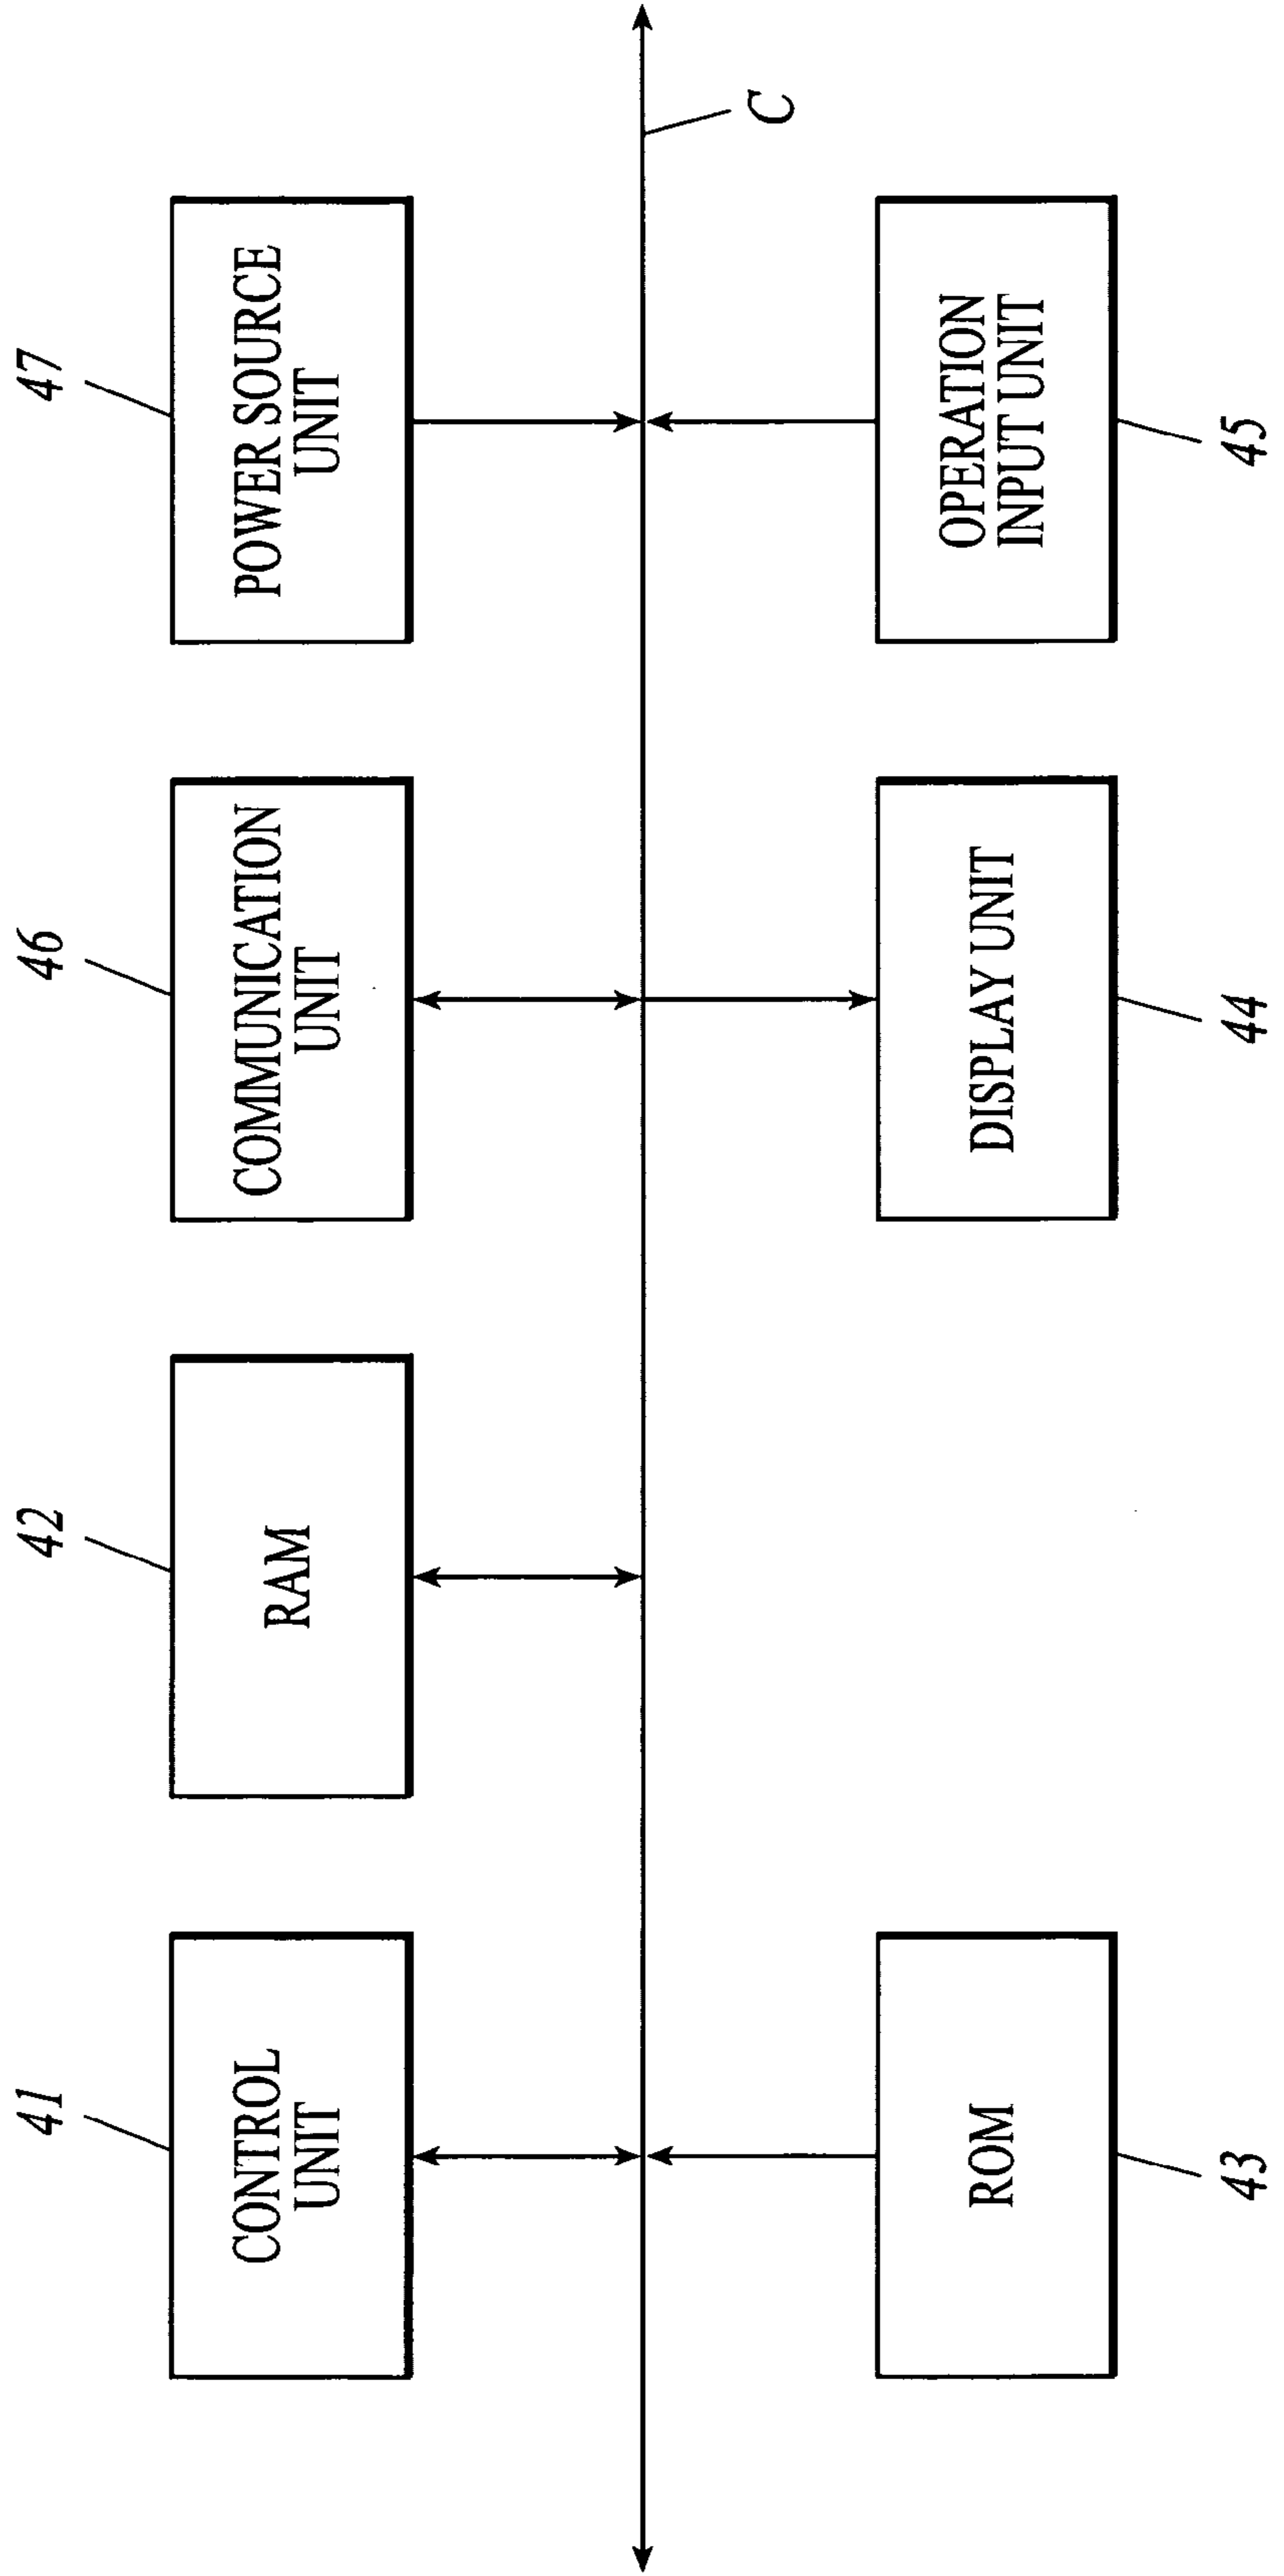 41
42
46
47
CONTROL
UNIT
RAM
COMMUNICATION
UNIT
POWER SOURCE
UNIT
C
ROM
DISPLAY UNIT
OPERATION
INPUT UNIT
43
44
45